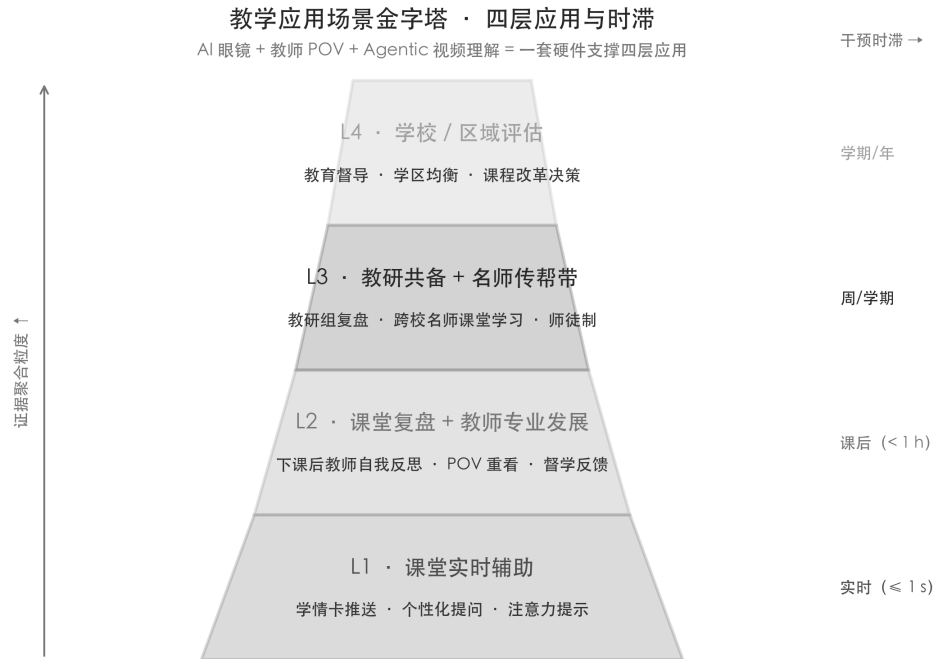 教学应用场景金字塔 · 四层应用与时滞
AI 眼镜 + 教师 POV + Agentic 视频理解 = 一套硬件支撑四层应用
干预时滞 →
L4 · 学校 / 区域评估
教育督导 · 学区均衡 · 课程改革决策
学期/年
L3 · 教研共备 + 名师传帮带
教研组复盘 · 跨校名师课堂学习 · 师徒制
周/学期
证据聚合粒度 ↑
L2 · 课堂复盘 + 教师专业发展
下课后教师自我反思 · POV 重看 · 督学反馈
课后 (< 1 h)
L1 · 课堂实时辅助
学情卡推送 · 个性化提问 · 注意力提示
实时 (⩽ 1 s)